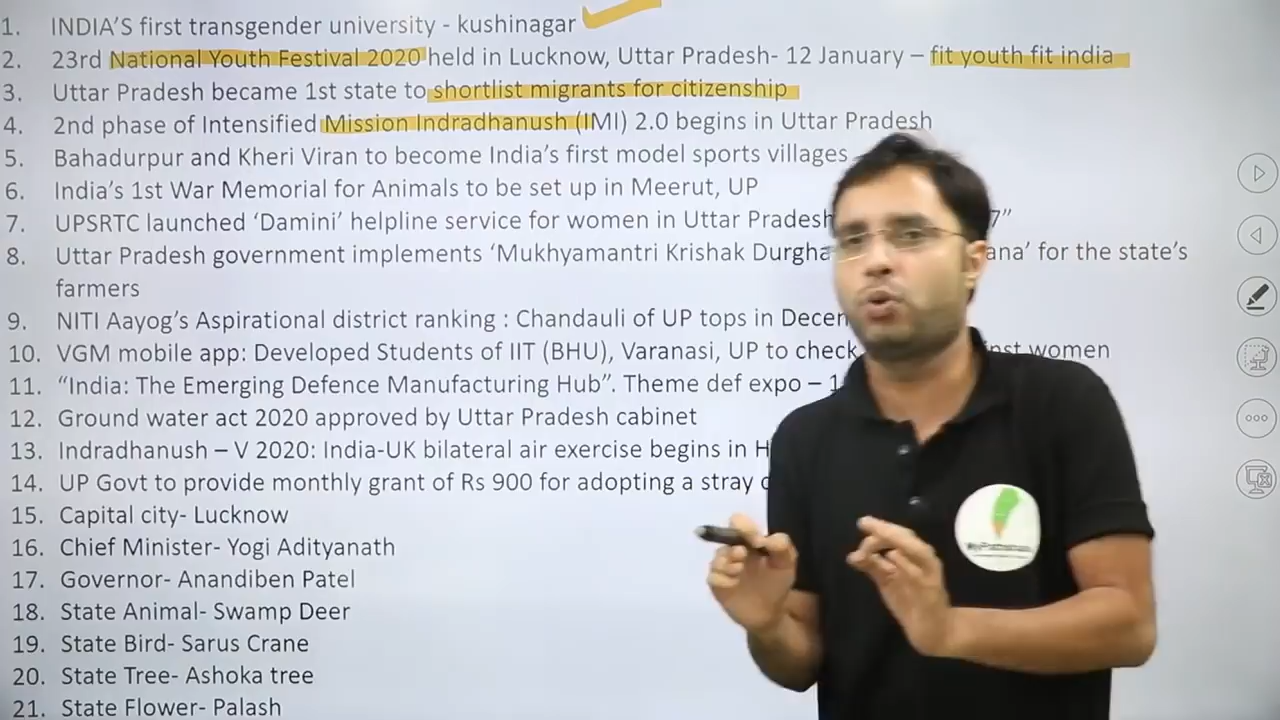 1. INDIA'S first transgender university - kushinagar
2. 23rd National Youth Festival 2020 held in Lucknow, Uttar Pradesh- 12 January – fit youth fit india
3. Uttar Pradesh became 1st state to shortlist migrants for citizenship
4. 2nd phase of Intensified Mission Indradhanush (IMI) 2.0 begins in Uttar Pradesh
5. Bahadurpur and Kheri Viran to become India's first model sports villages
6. India's 1st War Memorial for Animals to be set up in Meerut, UP
7. UPSRTC launched 'Damini' helpline service for women in Uttar Pradesh 7”
8. Uttar Pradesh government implements 'Mukhyamantri Krishak Durgha ana' for the state's
farmers
9. NITI Aayog's Aspirational district ranking : Chandauli of UP tops in Decem
10. VGM mobile app: Developed Students of IIT (BHU), Varanasi, UP to check inst women
11. “India: The Emerging Defence Manufacturing Hub”. Theme def expo – 1
12. Ground water act 2020 approved by Uttar Pradesh cabinet
13. Indradhanush – V 2020: India-UK bilateral air exercise begins in H
14. UP Govt to provide monthly grant of Rs 900 for adopting a stray c
15. Capital city- Lucknow
16. Chief Minister- Yogi Adityanath
17. Governor- Anandiben Patel
18. State Animal- Swamp Deer
19. State Bird- Sarus Crane
20. State Tree- Ashoka tree
21. State Flower- Palash